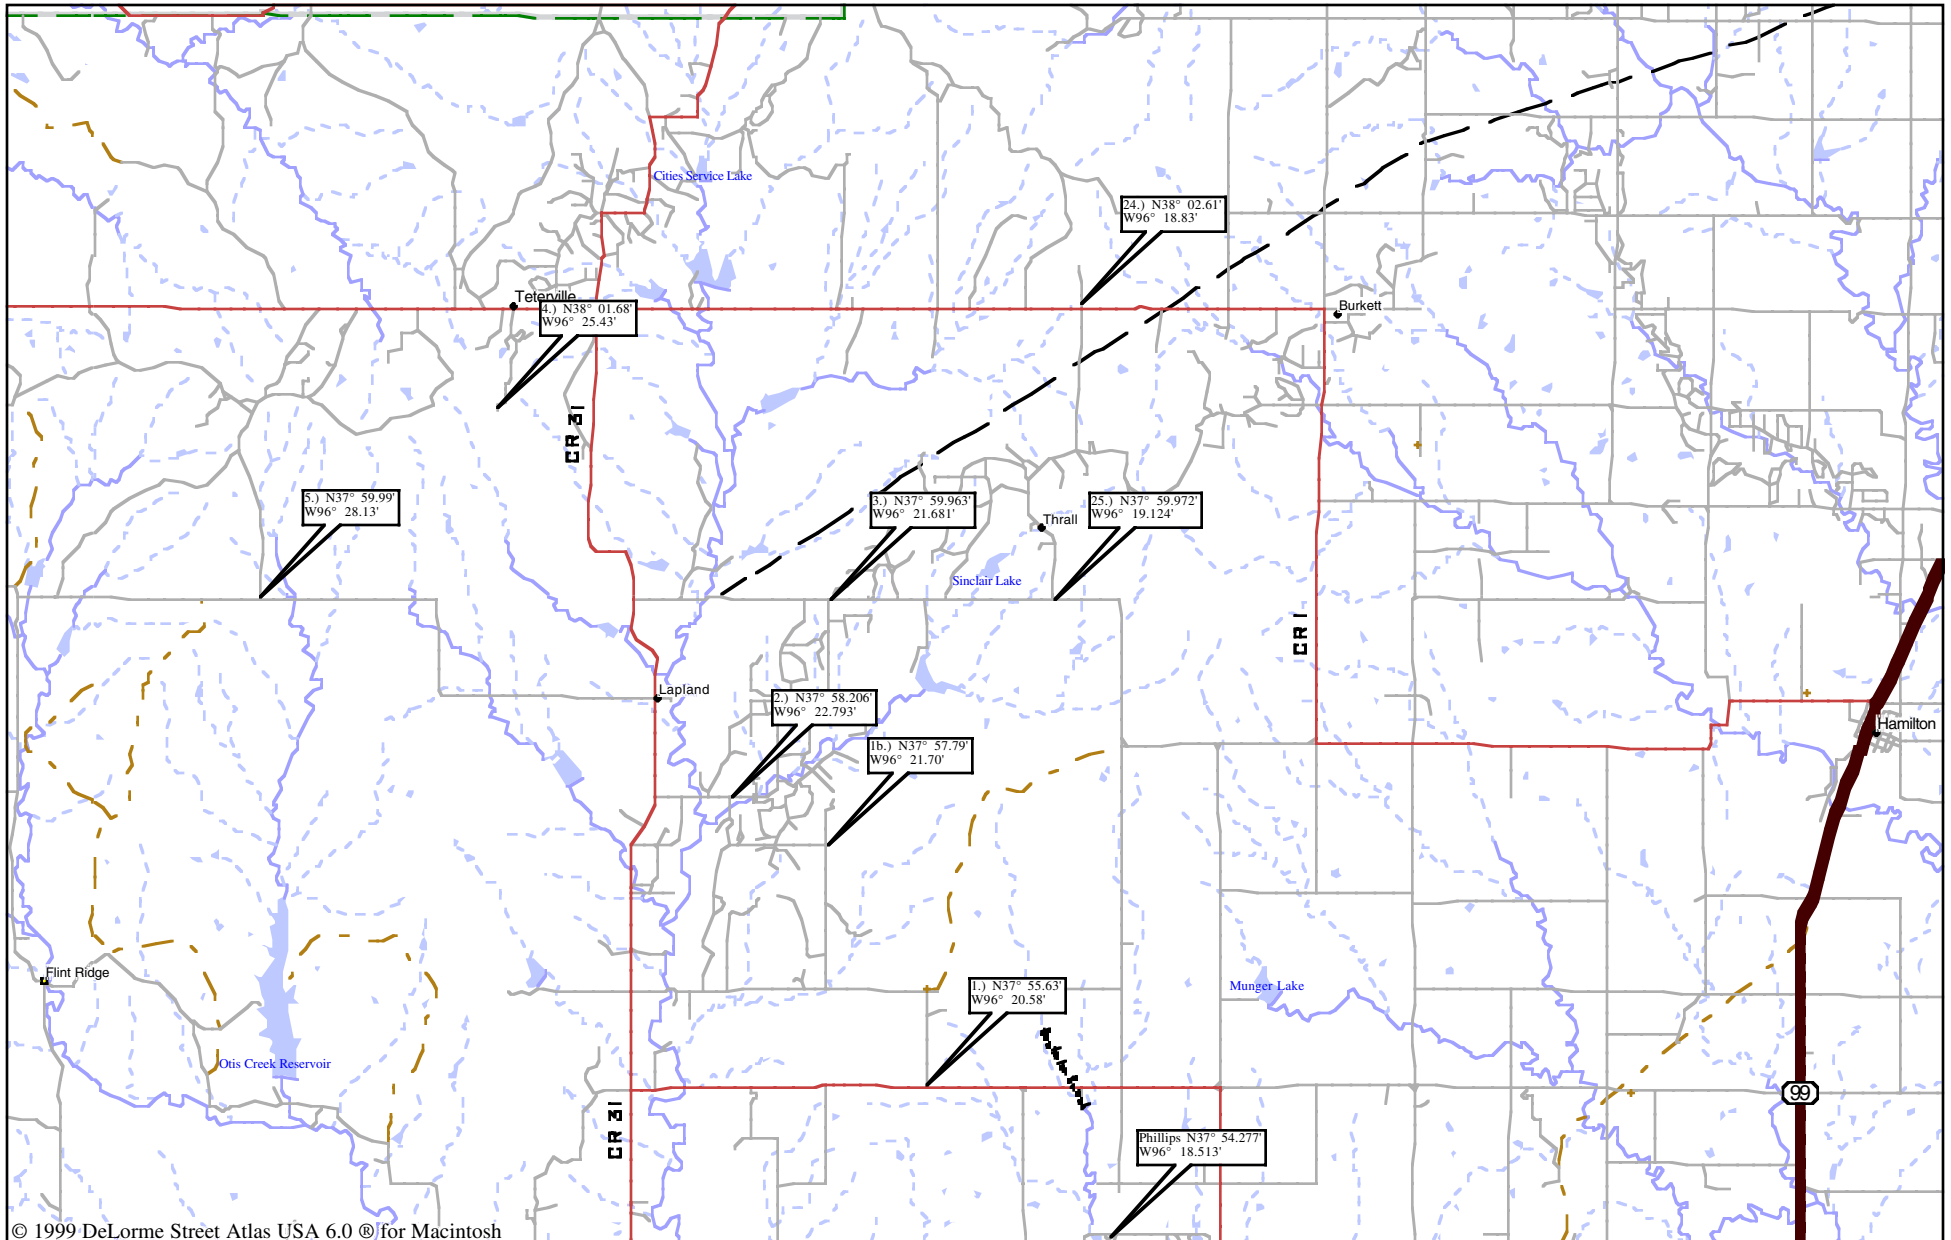 Cities Service Lake
24.) N38° 02.61'
W96° 18.83'
Teterville
4.) N38° 01.68'
W96° 25.43'
Burkett
CR 31
5.) N37° 59.99'
W96° 28.13'
3.) N37° 59.963'
W96° 21.681'
25.) N37° 59.972'
W96° 19.124'
Thrall
Sinclair Lake
CR 1
Lapland
2.) N37° 58.206'
W96° 22.793'
Hamilton
1b.) N37° 57.79'
W96° 21.70'
Flint Ridge
1.) N37° 55.63'
W96° 20.58'
Munger Lake
Otis Creek Reservoir
99
CR 31
Phillips N37° 54.277'
W96° 18.513'
© 1999 DeLorme Street Atlas USA 6.0 ® for Macintosh